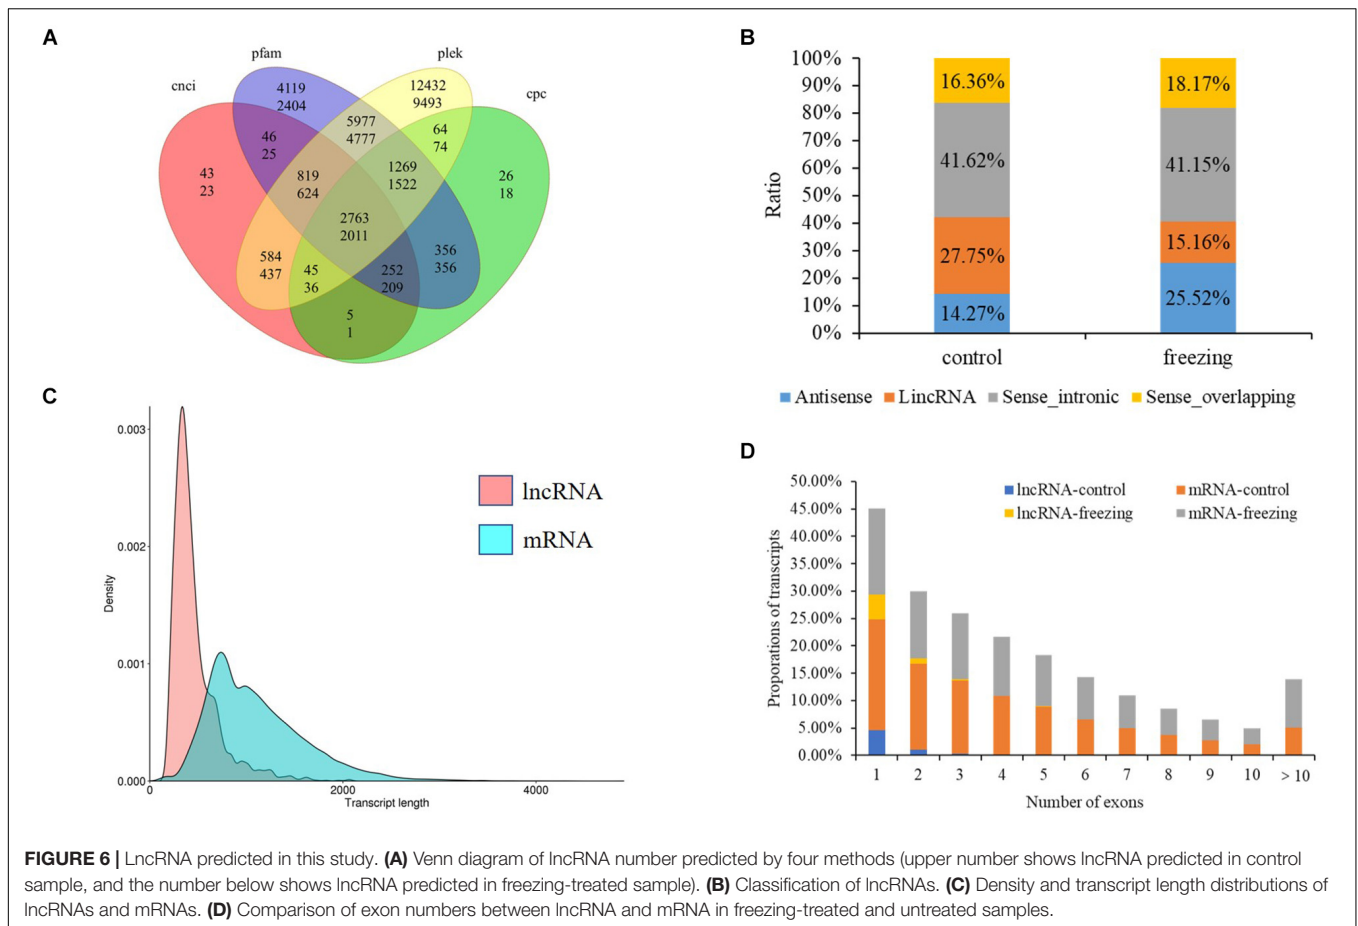 A
cnci
pfam
plek
cpc
4119
2404
12432
9493
46
25
5977
4777
64
74
43
23
819
624
1269
1522
26
18
2763
2011
584
437
45
36
252
209
356
356
5
1
B
Ratio
100%
90%
80%
70%
60%
50%
40%
30%
20%
10%
0%
16.36%
41.62%
27.75%
14.27%
18.17%
41.15%
15.16%
25.52%
control
freezing
Antisense LincRNA Sense_intronic Sense_overlapping
C
Density
0.003
0.002
0.001
0.000
0 2000 4000
Transcript length
lncRNA
mRNA
D
Proporations of transcripts
50.00%
45.00%
40.00%
35.00%
30.00%
25.00%
20.00%
15.00%
10.00%
5.00%
0.00%
lncRNA-control mRNA-control
lncRNA-freezing mRNA-freezing
1 2 3 4 5 6 7 8 9 10 > 10
Number of exons
FIGURE 6 | LncRNA predicted in this study. (A) Venn diagram of lncRNA number predicted by four methods (upper number shows lncRNA predicted in control
sample, and the number below shows lncRNA predicted in freezing-treated sample). (B) Classification of lncRNAs. (C) Density and transcript length distributions of
lncRNAs and mRNAs. (D) Comparison of exon numbers between lncRNA and mRNA in freezing-treated and untreated samples.